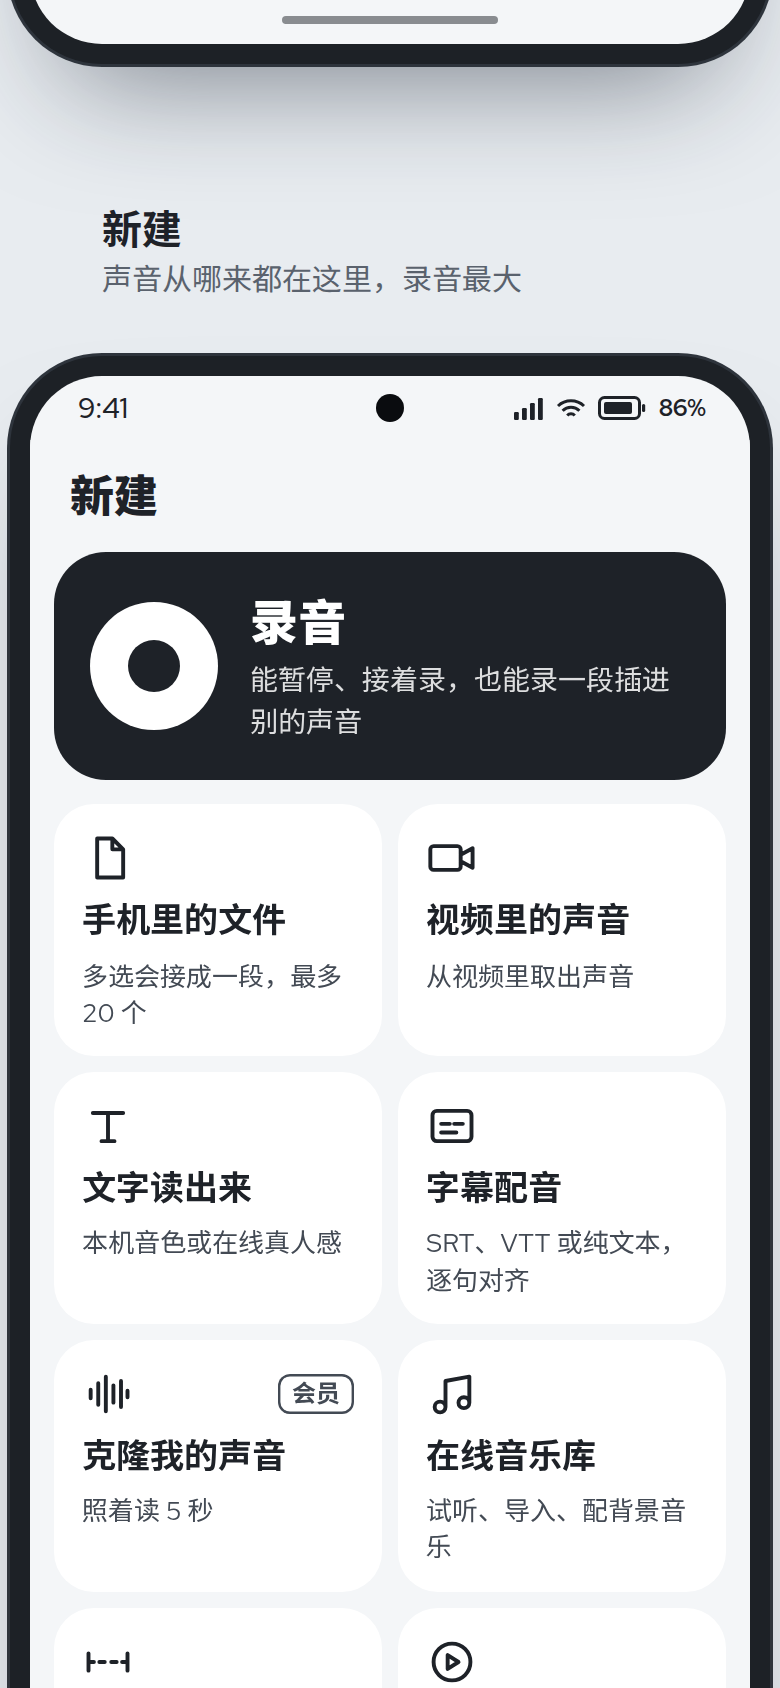 新建
声音从哪来都在这里，录音最大
9:41
86%
新建
录音
能暂停、接着录，也能录一段插进
别的声音
手机里的文件
多选会接成一段，最多
20 个
视频里的声音
从视频里取出声音
文字读出来
本机音色或在线真人感
字幕配音
SRT、VTT 或纯文本，
逐句对齐
会员
克隆我的声音
照着读 5 秒
在线音乐库
试听、导入、配背景音
乐